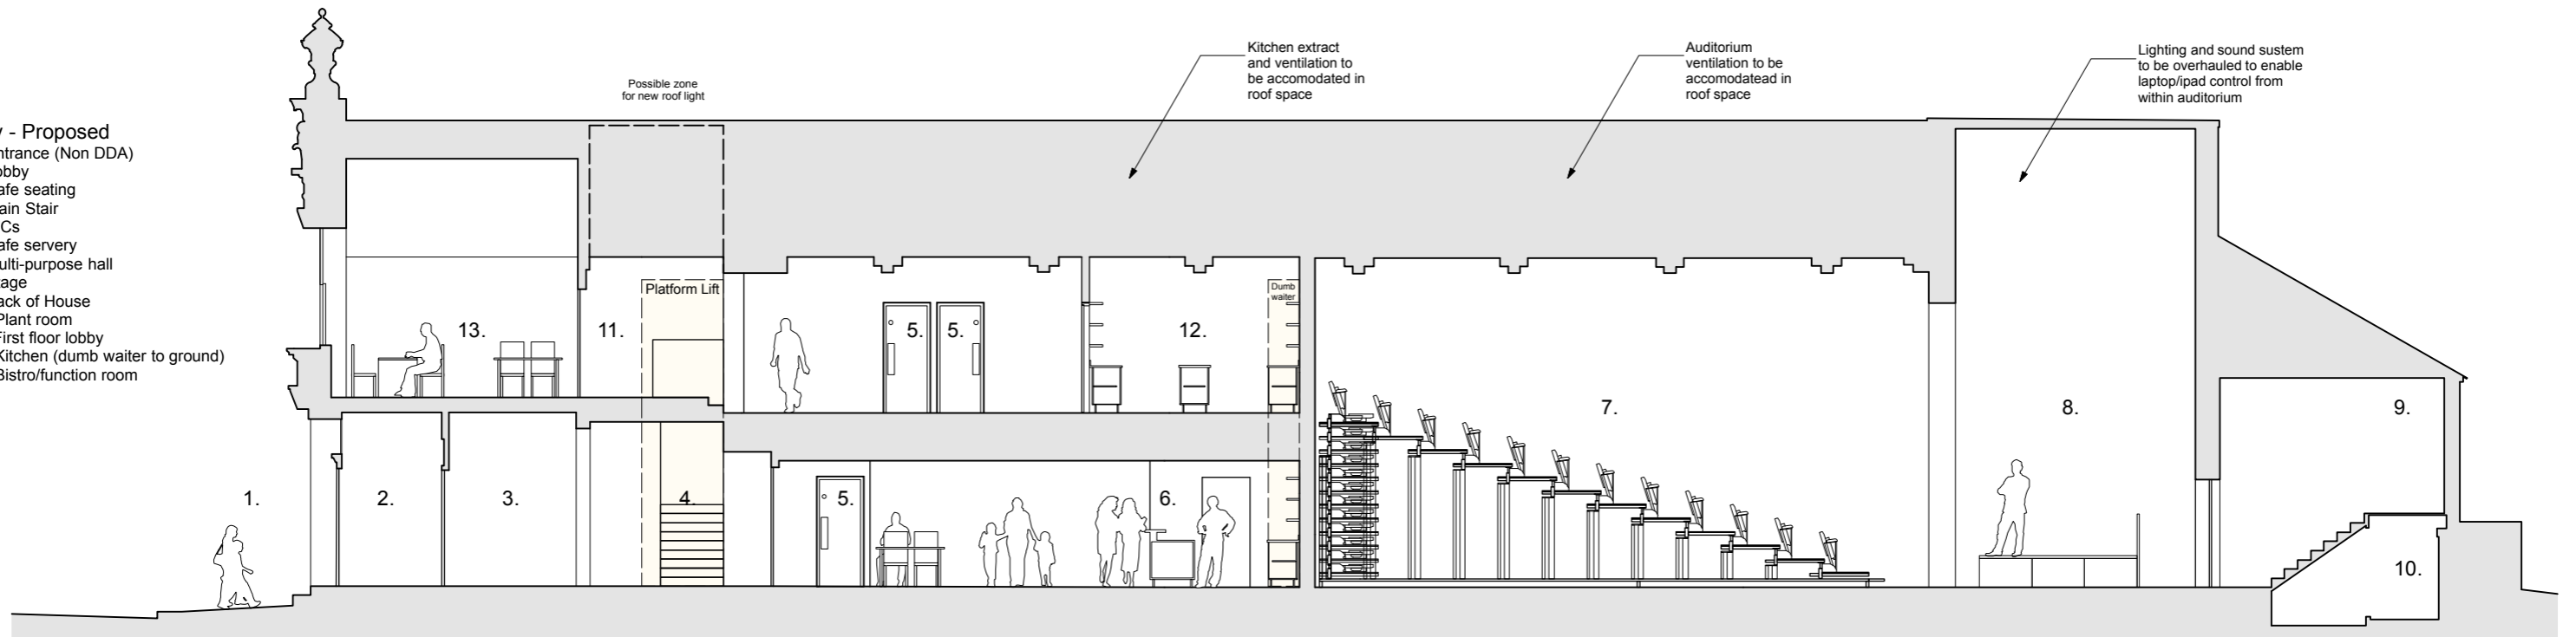 y - Proposed
ntrance (Non DDA)
obby
afe seating
ain Stair
Cs
afe servery
ulti-purpose hall
tage
ack of House
Plant room
First floor lobby
Kitchen (dumb waiter to ground)
Bistro/function room
Possible zone
for new roof light
Kitchen extract
and ventilation to
be accomodated in
roof space
Auditorium
ventilation to be
accomodatead in
roof space
Lighting and sound sustem
to be overhauled to enable
laptop/ipad control from
within auditorium
Platform Lift
Dumb
waiter
13.
11.
5.
5.
12.
7.
8.
9.
1.
2.
3.
4.
5.
6.
10.